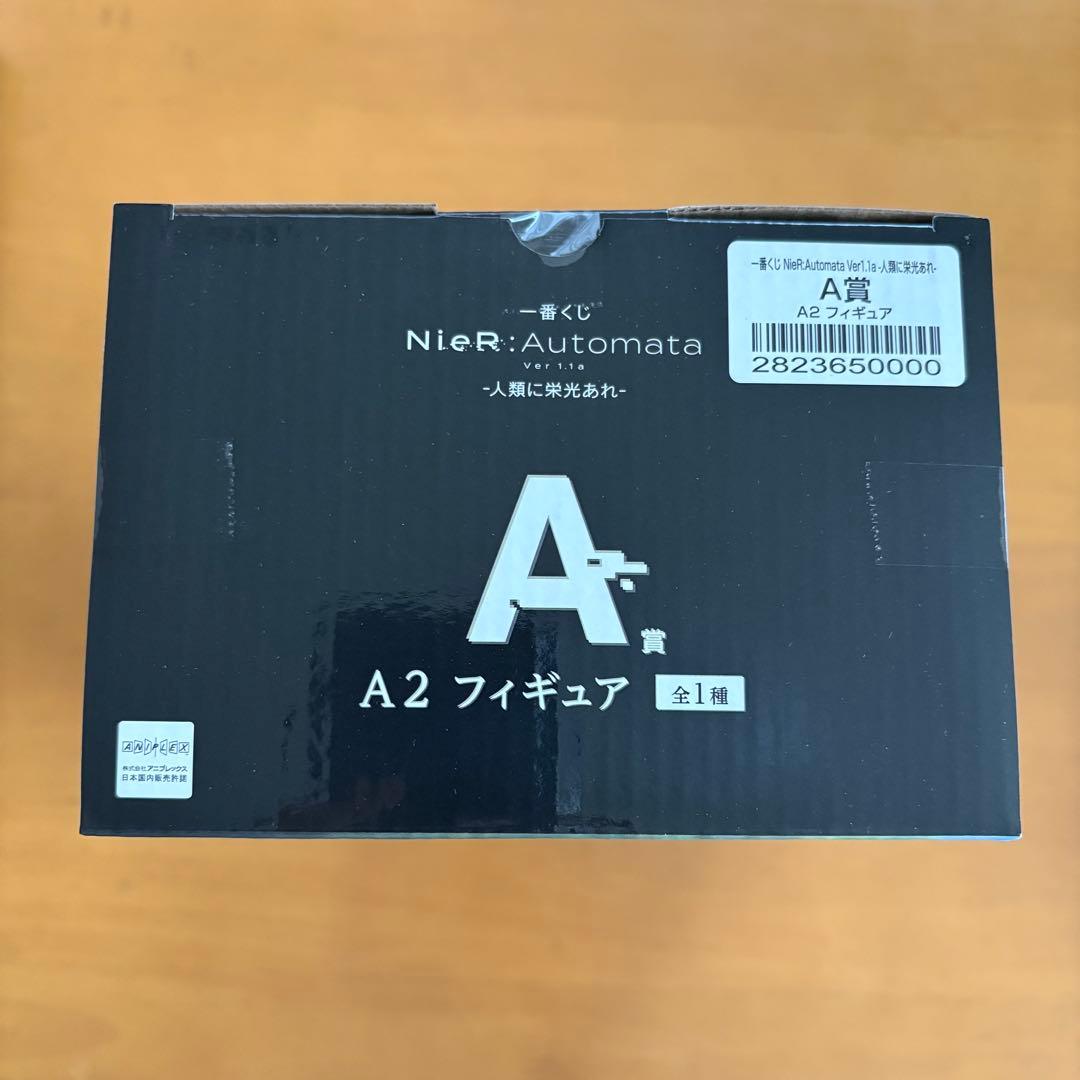 一番くじ
NieR:Automata
Ver 1.1a
-人類に栄光あれ-
一番くじ NieR:Automata Ver1.1a -人類に栄光あれ-
A賞
A2 フィギュア
2823650000
A賞
A2 フィギュア 全1種
ANIPLEX
株式会社アニプレックス
日本国内販売許諾